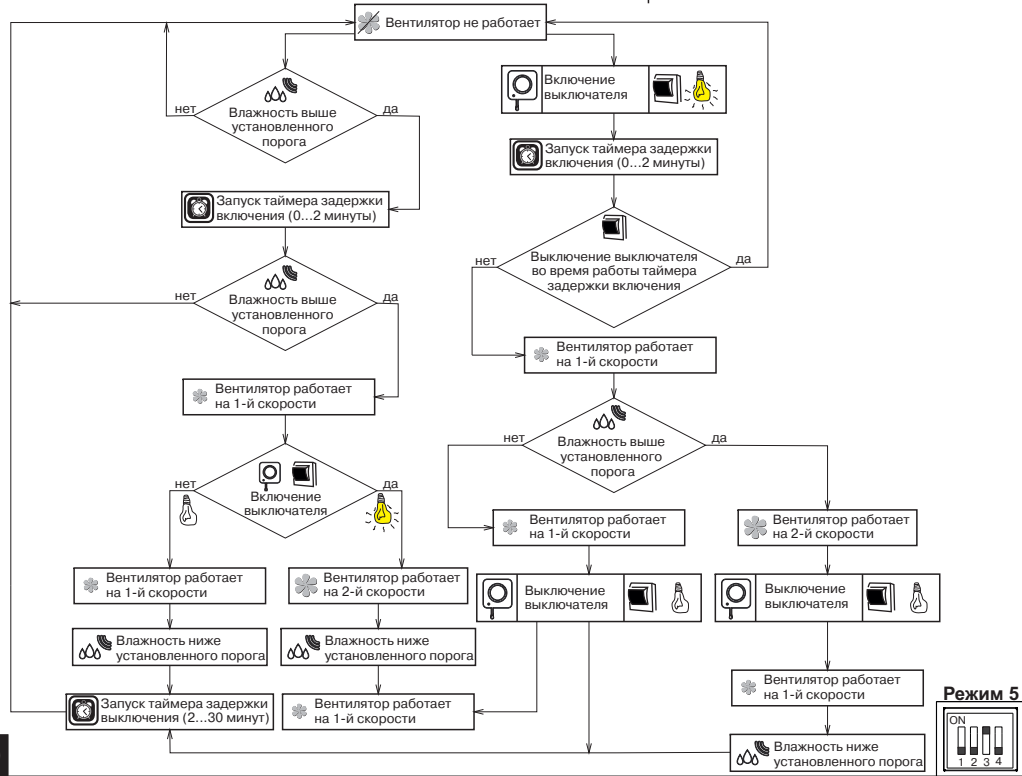 Вентилятор не работает
нет
Влажность выше
установленного
порога
да
Запуск таймера задержки
включения (0...2 минуты)
нет
Влажность выше
установленного
порога
да
Вентилятор работает
на 1-й скорости
нет
Включение
выключателя
да
Вентилятор работает
на 1-й скорости
Вентилятор работает
на 2-й скорости
Влажность ниже
установленного порога
Влажность ниже
установленного порога
Запуск таймера задержки
выключения (2...30 минут)
Вентилятор работает
на 1-й скорости
Включение
выключателя
Запуск таймера задержки
включения (0...2 минуты)
нет
Выключение выключателя
во время работы таймера
задержки включения
да
Вентилятор работает
на 1-й скорости
нет
Влажность выше
установленного
порога
да
Вентилятор работает
на 1-й скорости
Вентилятор работает
на 2-й скорости
Выключение
выключателя
Выключение
выключателя
Вентилятор работает
на 1-й скорости
Влажность ниже
установленного порога
Режим 5
ON
1 2 3 4